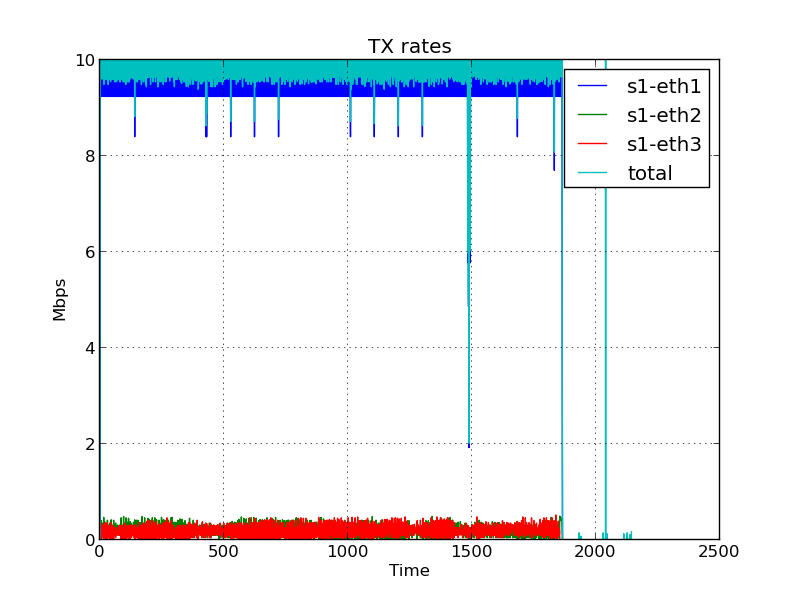 TX rates
10
8
6
4
2
0
Mbps
s1-eth1
s1-eth2
s1-eth3
total
0 500 1000 1500 2000 2500
Time